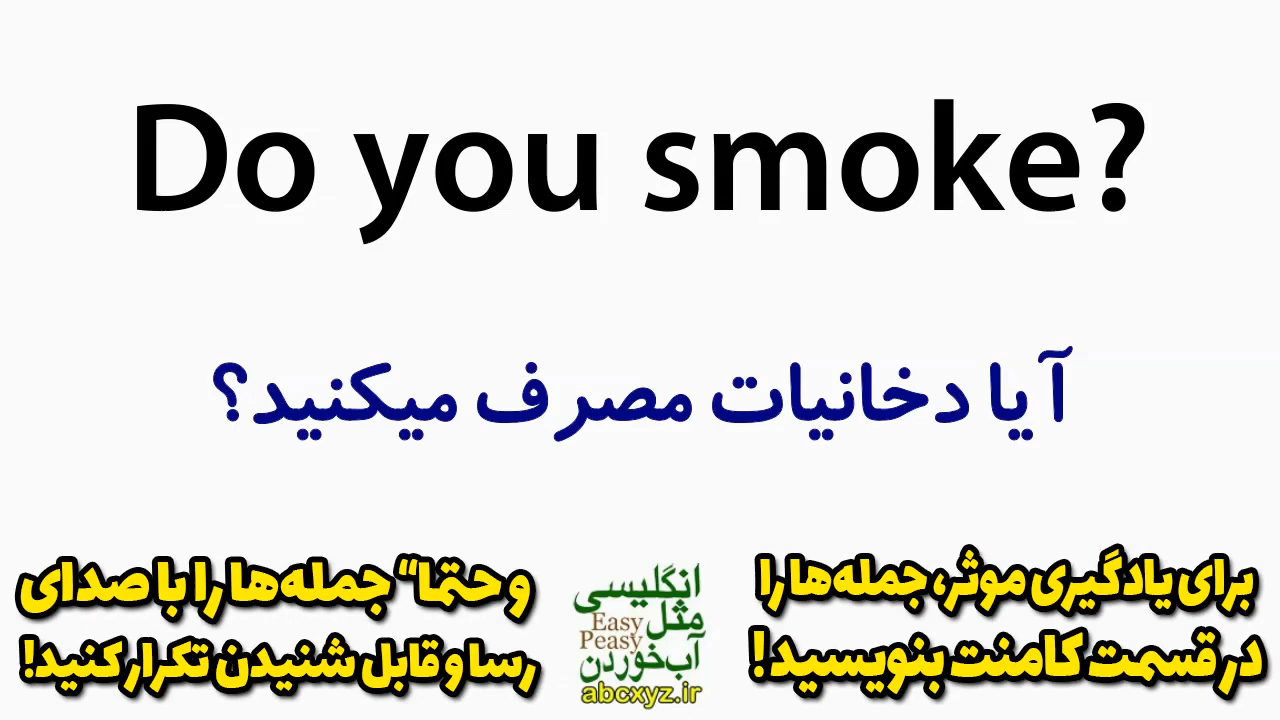 Do you smoke?
آیا دخانیات مصرف میکنید؟
برای یادگیری موثر، جمله‌ها را
در قسمت کامنت بنویسید!
و حتما“ جمله‌ها را با صدای
رسا و قابل شنیدن تکرار کنید!
انگلیسی
مثل
Easy
Peasy
آب خوردن
abcxyz.ir